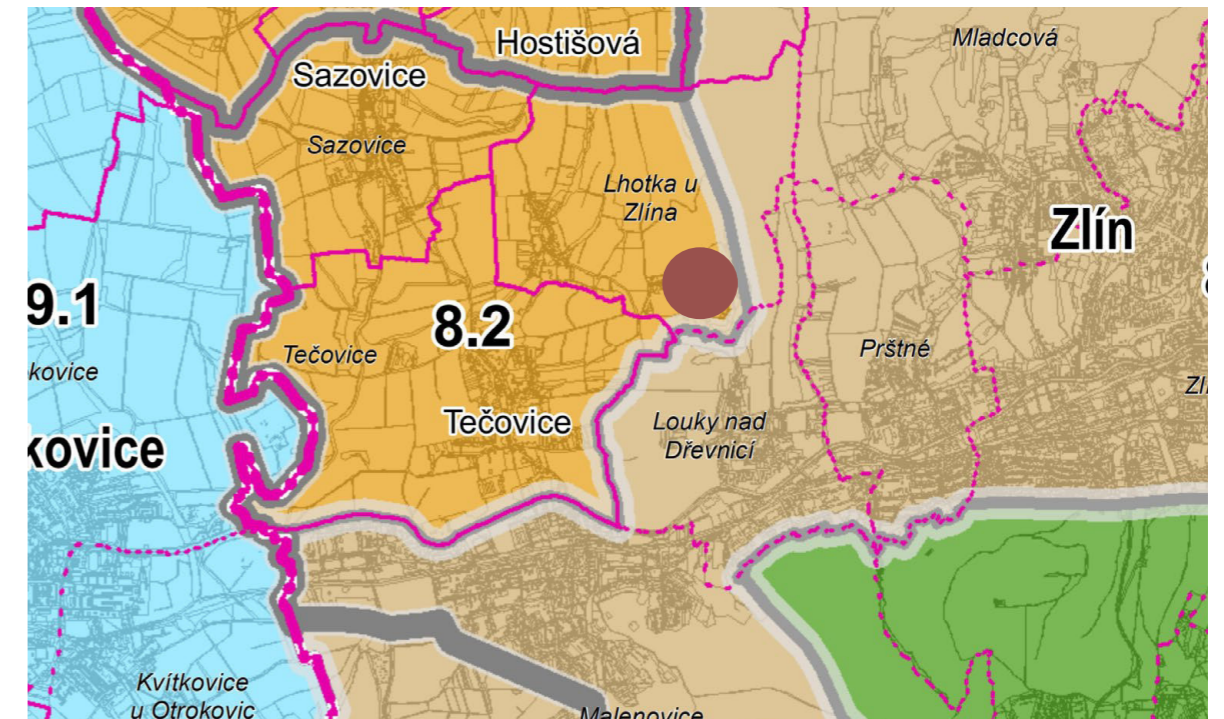 Hostišová
Mladcová
Sazovice
Sazovice
Lhotka u
Zlína
Zlín
9.1
8.2
Tečovice
Prštné
kovice
Tečovice
Louky nad
Dřevnicí
kovice
Kvítkovice
u Otrokovic
Malenovice